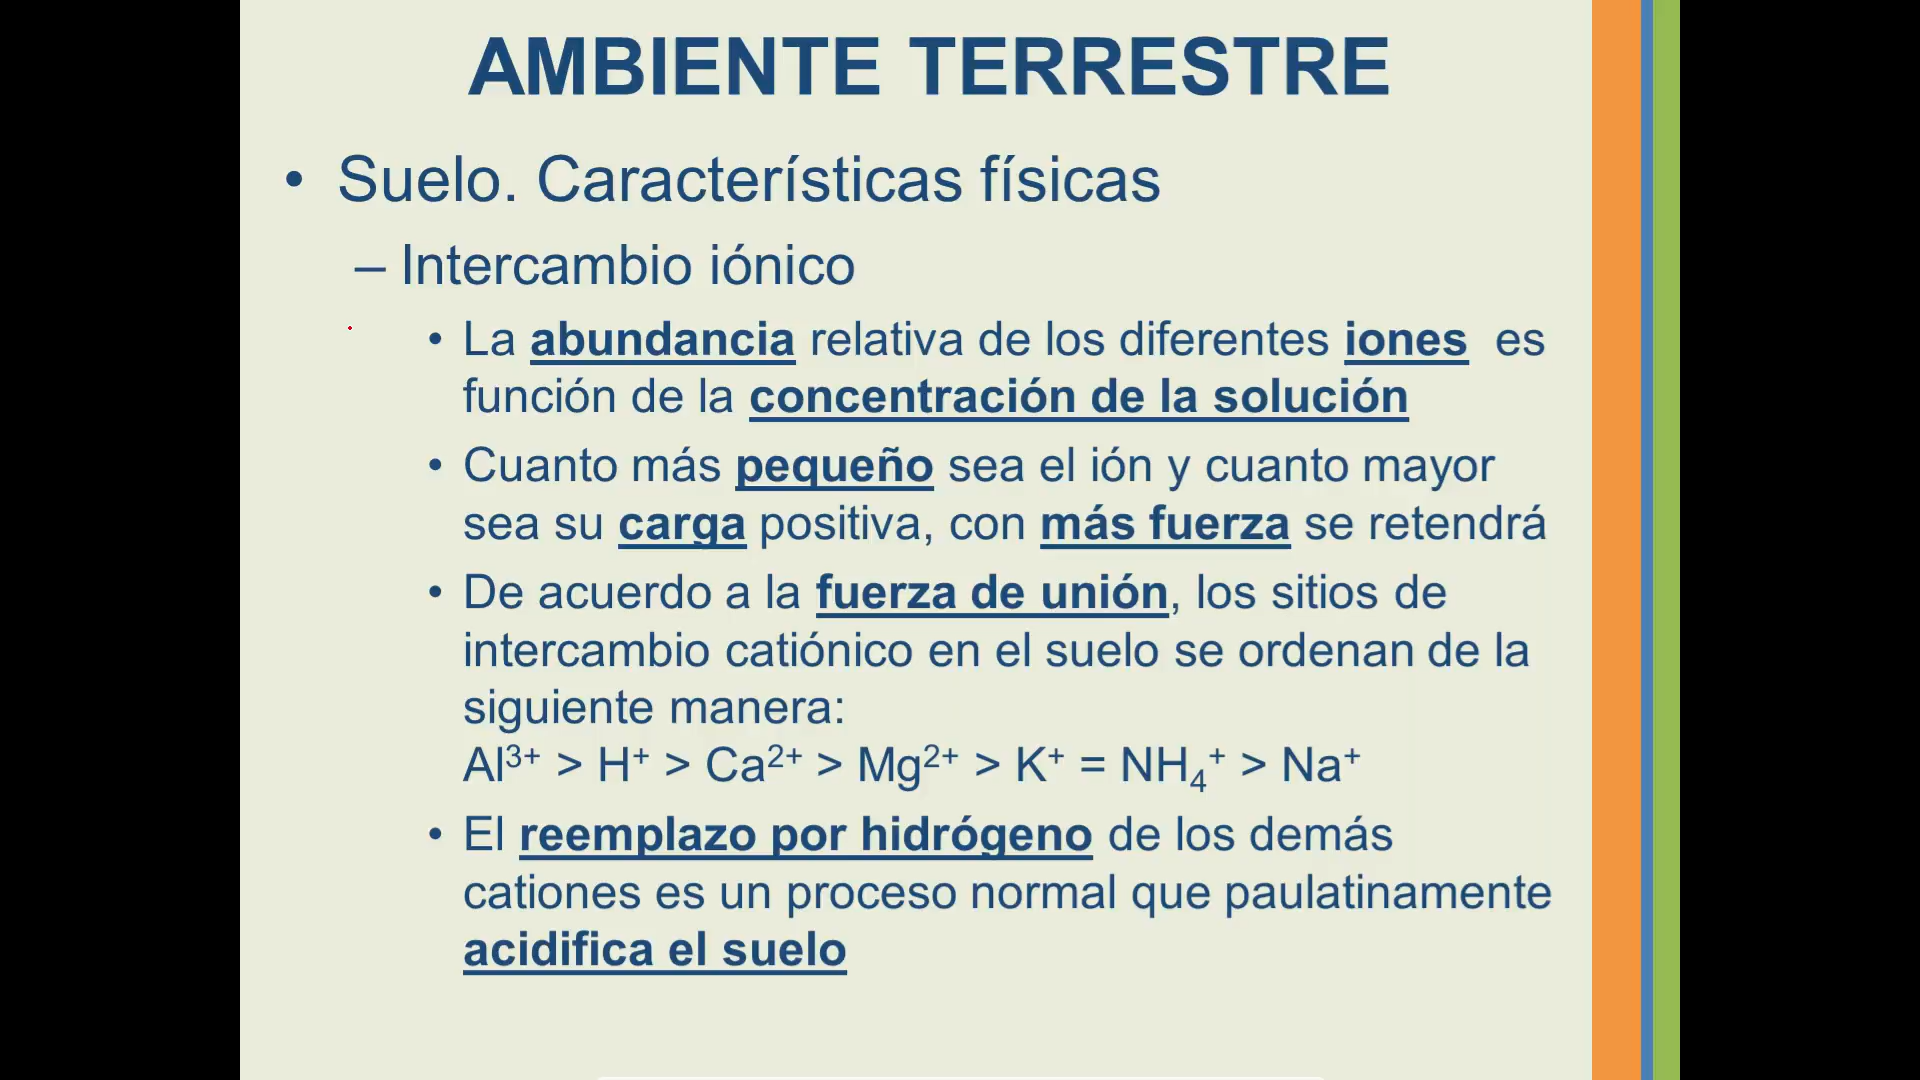 AMBIENTE TERRESTRE
• Suelo. Características físicas
– Intercambio iónico
• La abundancia relativa de los diferentes iones es
función de la concentración de la solución
• Cuanto más pequeño sea el ión y cuanto mayor
sea su carga positiva, con más fuerza se retendrá
• De acuerdo a la fuerza de unión, los sitios de
intercambio catiónico en el suelo se ordenan de la
siguiente manera:
Al³⁺ > H⁺ > Ca²⁺ > Mg²⁺ > K⁺ = NH₄⁺ > Na⁺
• El reemplazo por hidrógeno de los demás
cationes es un proceso normal que paulatinamente
acidifica el suelo